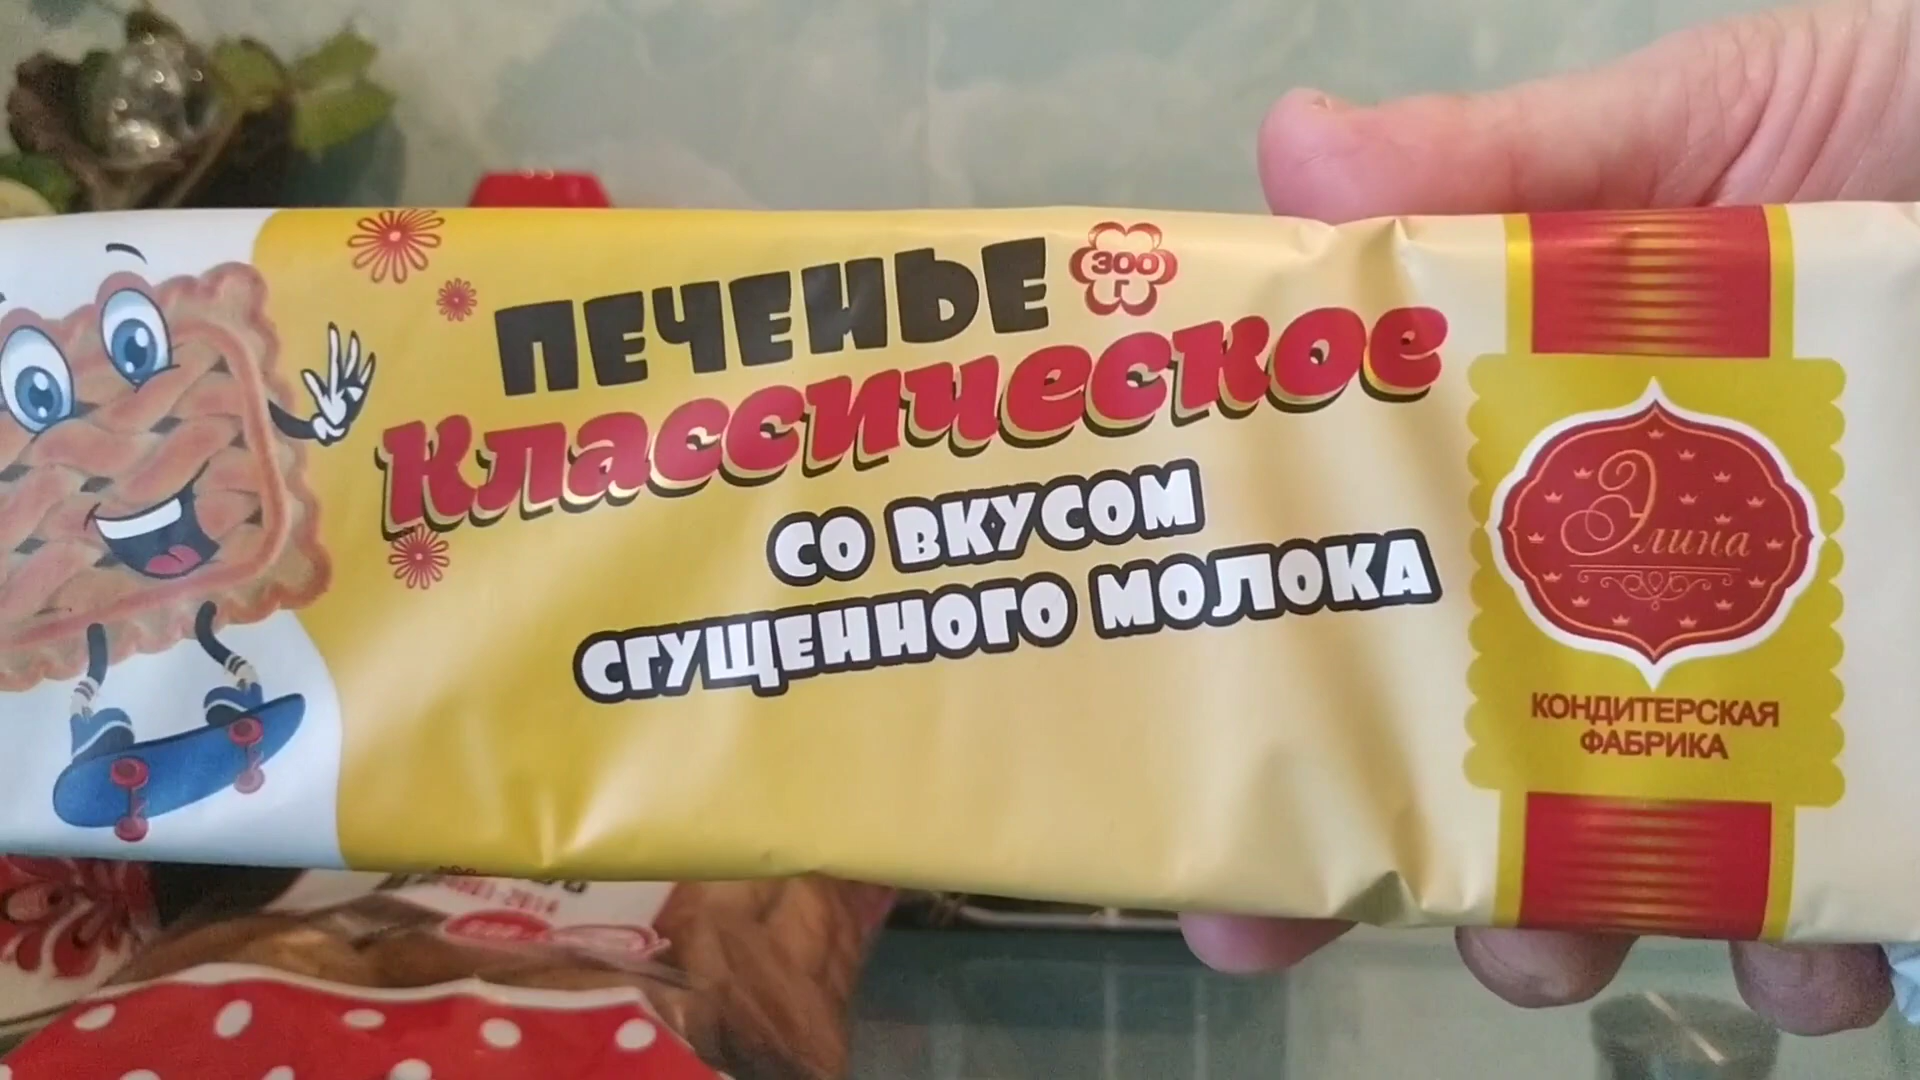 ПЕЧЕНЬЕ
300
Г
Классическое
СО ВКУСОМ
СГУЩЕННОГО МОЛОКА
Элина
КОНДИТЕРСКАЯ
ФАБРИКА